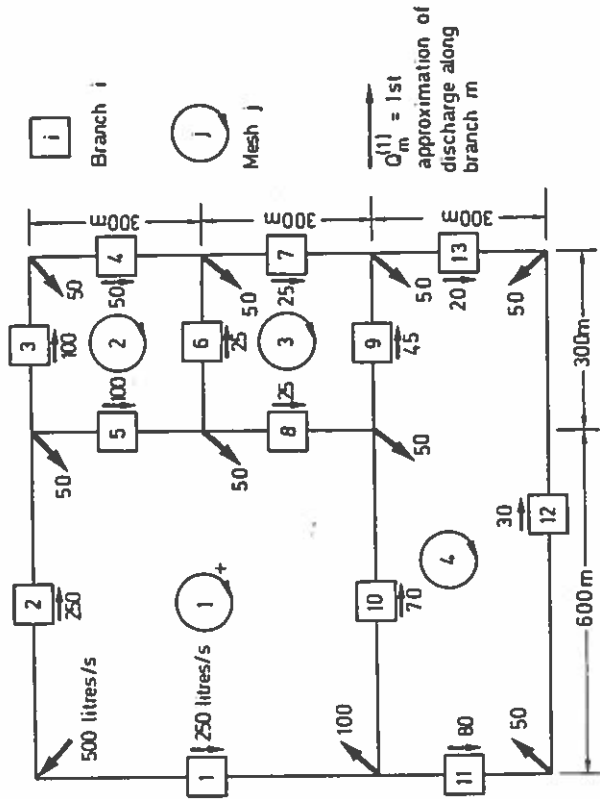 500 litres/s
2
250
50
3
100
50
300m
1
250 litres/s
1
+
5
100
2
4
50
50
6
25
50
300m
8
25
3
7
25
100
10
70
50
9
45
50
300m
11
80
4
13
20
50
30
12
50
600m
300m
i
Branch i
j
Mesh j
Q_m^(1) = 1st
approximation of
discharge along
branch m